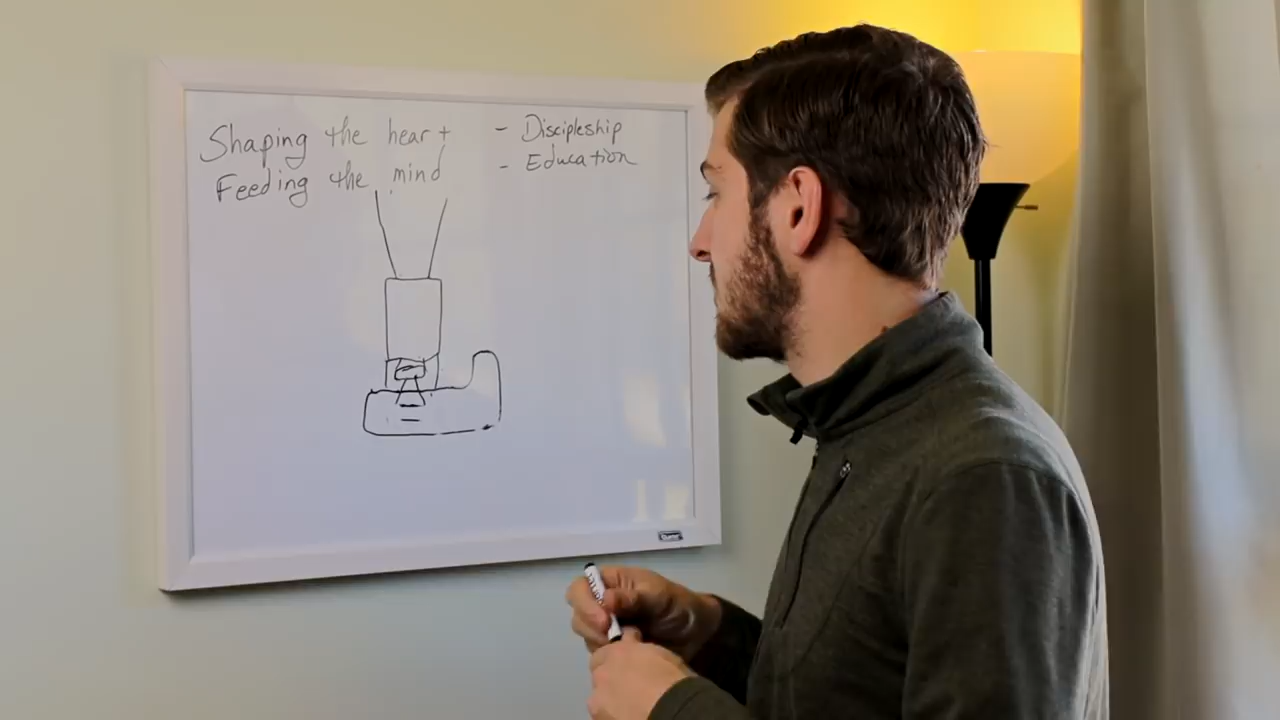 Shaping the heart
Feeding the mind
- Discipleship
- Education